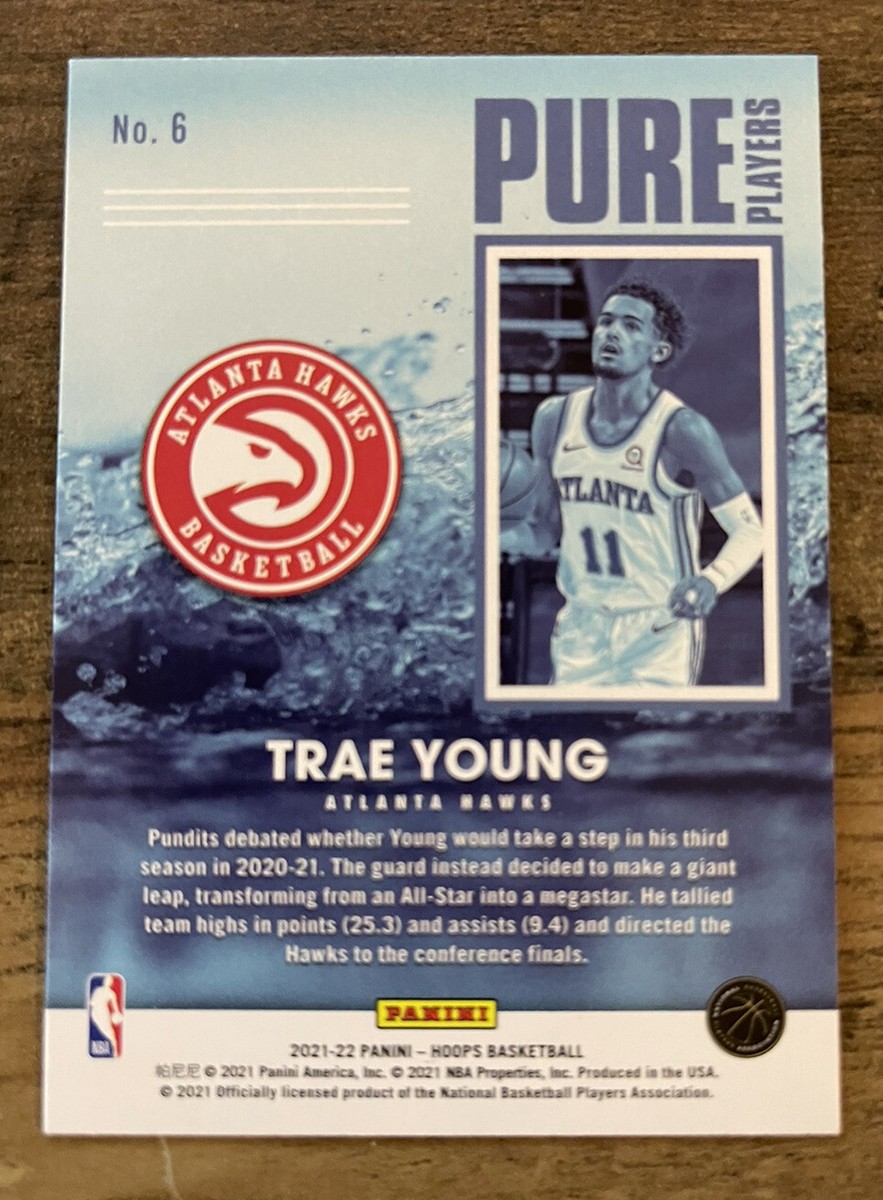 No. 6
PURE
PLAYERS
ATLANTA HAWKS
BASKETBALL
ATLANTA
11
TRAE YOUNG
ATLANTA HAWKS
Pundits debated whether Young would take a step in his third
season in 2020-21. The guard instead decided to make a giant
leap, transforming from an All-Star into a megastar. He tallied
team highs in points (25.3) and assists (9.4) and directed the
Hawks to the conference finals.
NBA
PANINI
2021-22 PANINI – HOOPS BASKETBALL
帕尼尼 © 2021 Panini America, Inc. © 2021 NBA Properties, Inc. Produced in the USA.
© 2021 Officially licensed product of the National Basketball Players Association.